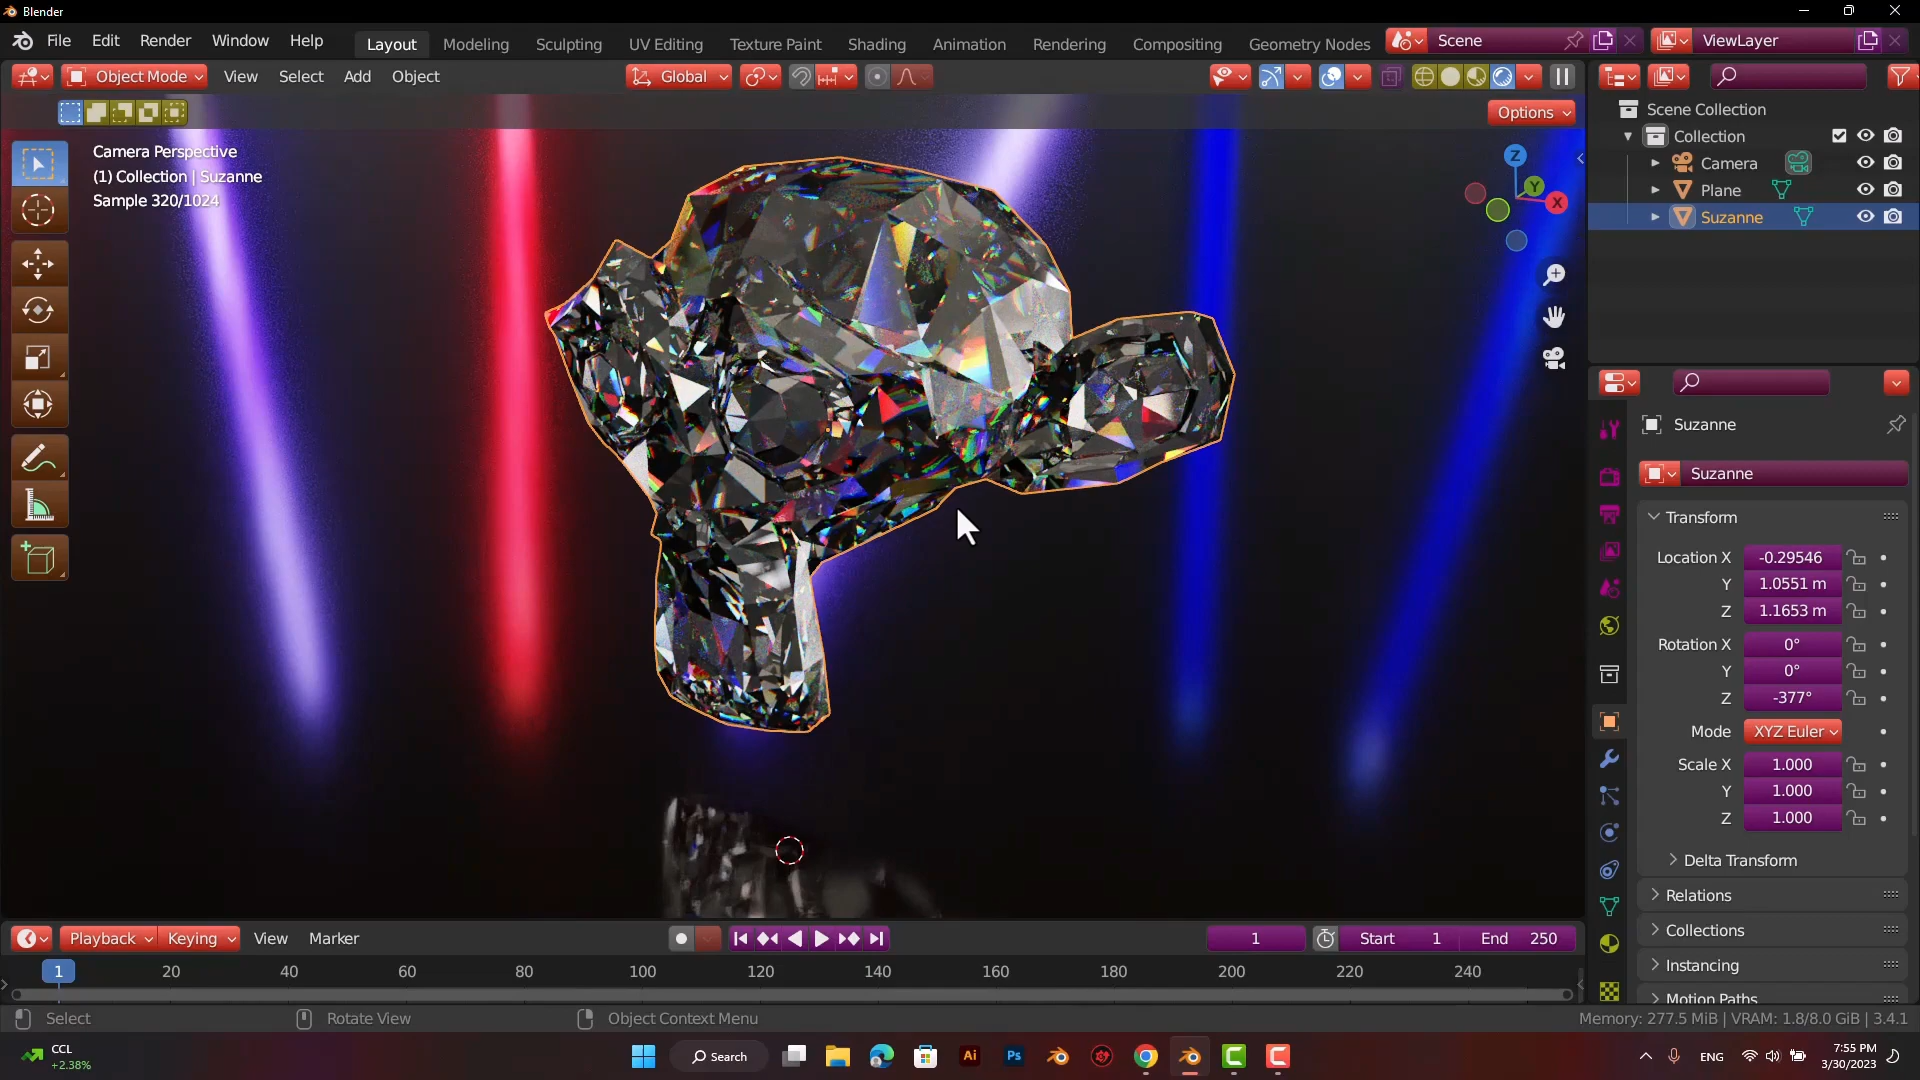 Blender
File Edit Render Window Help Layout Modeling Sculpting UV Editing Texture Paint Shading Animation Rendering Compositing Geometry Nodes Scene ViewLayer
Object Mode View Select Add Object Global
Options
Camera Perspective
(1) Collection | Suzanne
Sample 320/1024
Z
Y
X
Scene Collection
Collection
Camera
Plane
Suzanne
Suzanne
Suzanne
Transform
Location X -0.29546
Y 1.0551 m
Z 1.1653 m
Rotation X 0°
Y 0°
Z -377°
Mode XYZ Euler
Scale X 1.000
Y 1.000
Z 1.000
Delta Transform
Relations
Collections
Instancing
Motion Paths
Playback Keying View Marker 1 Start 1 End 250
1 20 40 60 80 100 120 140 160 180 200 220 240
Select Rotate View Object Context Menu Memory: 277.5 MiB | VRAM: 1.8/8.0 GiB | 3.4.1
CCL
+2.38%
Search
Ai
Ps
ENG
7:55 PM
3/30/2023